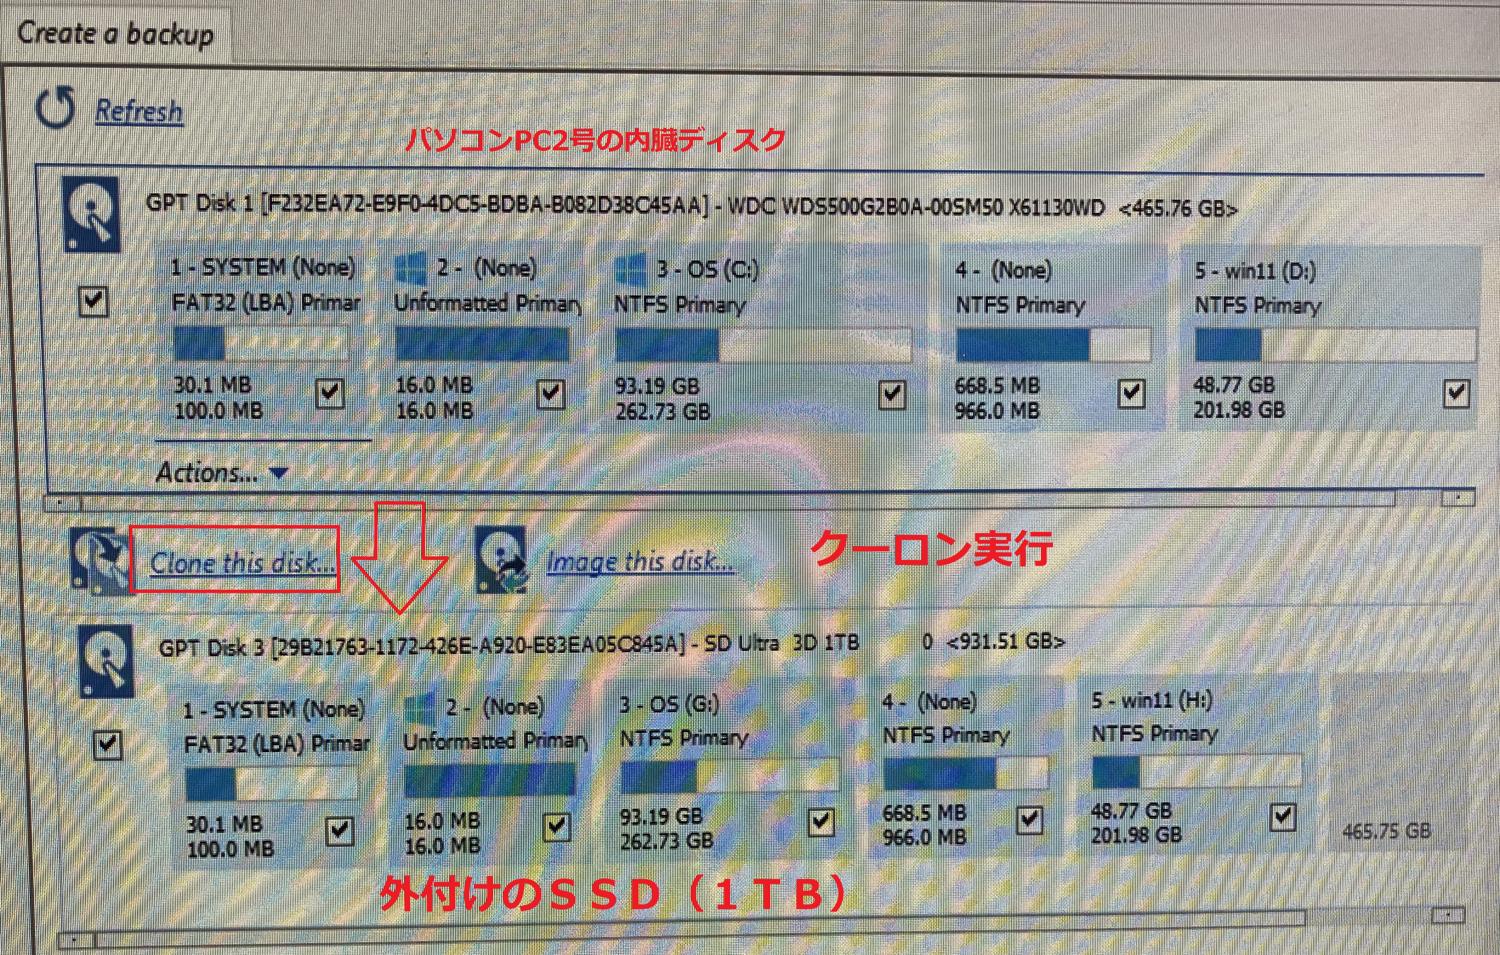 Create a backup
Refresh
パソコンPC2号の内臓ディスク
GPT Disk 1 [F232EA72-E9F0-4DC5-BDBA-B082D38C45AA] - WDC WDS500G2B0A-00SM50 X61130WD <465.76 GB>
1 - SYSTEM (None)
FAT32 (LBA) Primar
30.1 MB
100.0 MB
2 - (None)
Unformatted Primary
16.0 MB
16.0 MB
3 - OS (C:)
NTFS Primary
93.19 GB
262.73 GB
4 - (None)
NTFS Primary
668.5 MB
966.0 MB
5 - win11 (D:)
NTFS Primary
48.77 GB
201.98 GB
Actions...
Clone this disk...
Image this disk...
クーロン実行
GPT Disk 3 [29B21763-1172-426E-A920-E83EA05C845A] - SD Ultra 3D 1TB 0 <931.51 GB>
1 - SYSTEM (None)
FAT32 (LBA) Primar
30.1 MB
100.0 MB
2 - (None)
Unformatted Primary
16.0 MB
16.0 MB
3 - OS (G:)
NTFS Primary
93.19 GB
262.73 GB
4 - (None)
NTFS Primary
668.5 MB
966.0 MB
5 - win11 (H:)
NTFS Primary
48.77 GB
201.98 GB
465.75 GB
外付けのＳＳＤ（１ＴＢ）